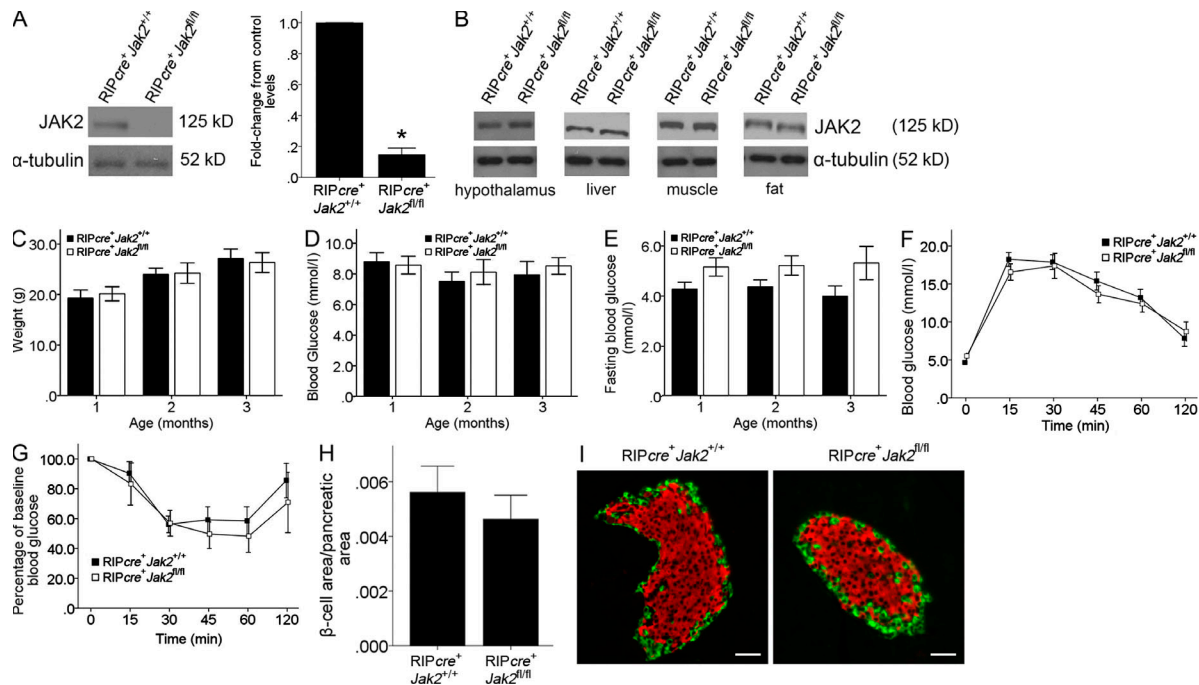 A
RIPcre+Jak2+/+
RIPcre+Jak2fl/fl
JAK2
125 kD
α-tubulin
52 kD
Fold-change from control
levels
1.0
.8
.6
.4
.2
.0
*
RIPcre+
Jak2+/+
RIPcre+
Jak2fl/fl
B
RIPcre+Jak2+/+
RIPcre+Jak2fl/fl
RIPcre+Jak2+/+
RIPcre+Jak2fl/fl
RIPcre+Jak2+/+
RIPcre+Jak2fl/fl
RIPcre+Jak2+/+
RIPcre+Jak2fl/fl
JAK2 (125 kD)
α-tubulin (52 kD)
hypothalamus liver muscle fat
C
RIPcre+Jak2+/+
RIPcre+Jak2fl/fl
Weight (g)
30.0
20.0
10.0
.0
1 2 3
Age (months)
D
RIPcre+Jak2+/+
RIPcre+Jak2fl/fl
Blood Glucose (mmol/l)
10.0
8.0
6.0
4.0
2.0
.0
1 2 3
Age (months)
E
RIPcre+Jak2+/+
RIPcre+Jak2fl/fl
Fasting blood glucose
(mmol/l)
6.0
4.0
2.0
.0
1 2 3
Age (months)
F
RIPcre+Jak2+/+
RIPcre+Jak2fl/fl
Blood glucose (mmol/l)
20.0
15.0
10.0
5.0
.0
0 15 30 45 60 120
Time (min)
G
Percentage of baseline
blood glucose
100.0
80.0
60.0
40.0
20.0
.0
RIPcre+Jak2+/+
RIPcre+Jak2fl/fl
0 15 30 45 60 120
Time (min)
H
β-cell area/pancreatic
area
.006
.004
.002
.000
RIPcre+
Jak2+/+
RIPcre+
Jak2fl/fl
I
RIPcre+Jak2+/+
RIPcre+Jak2fl/fl